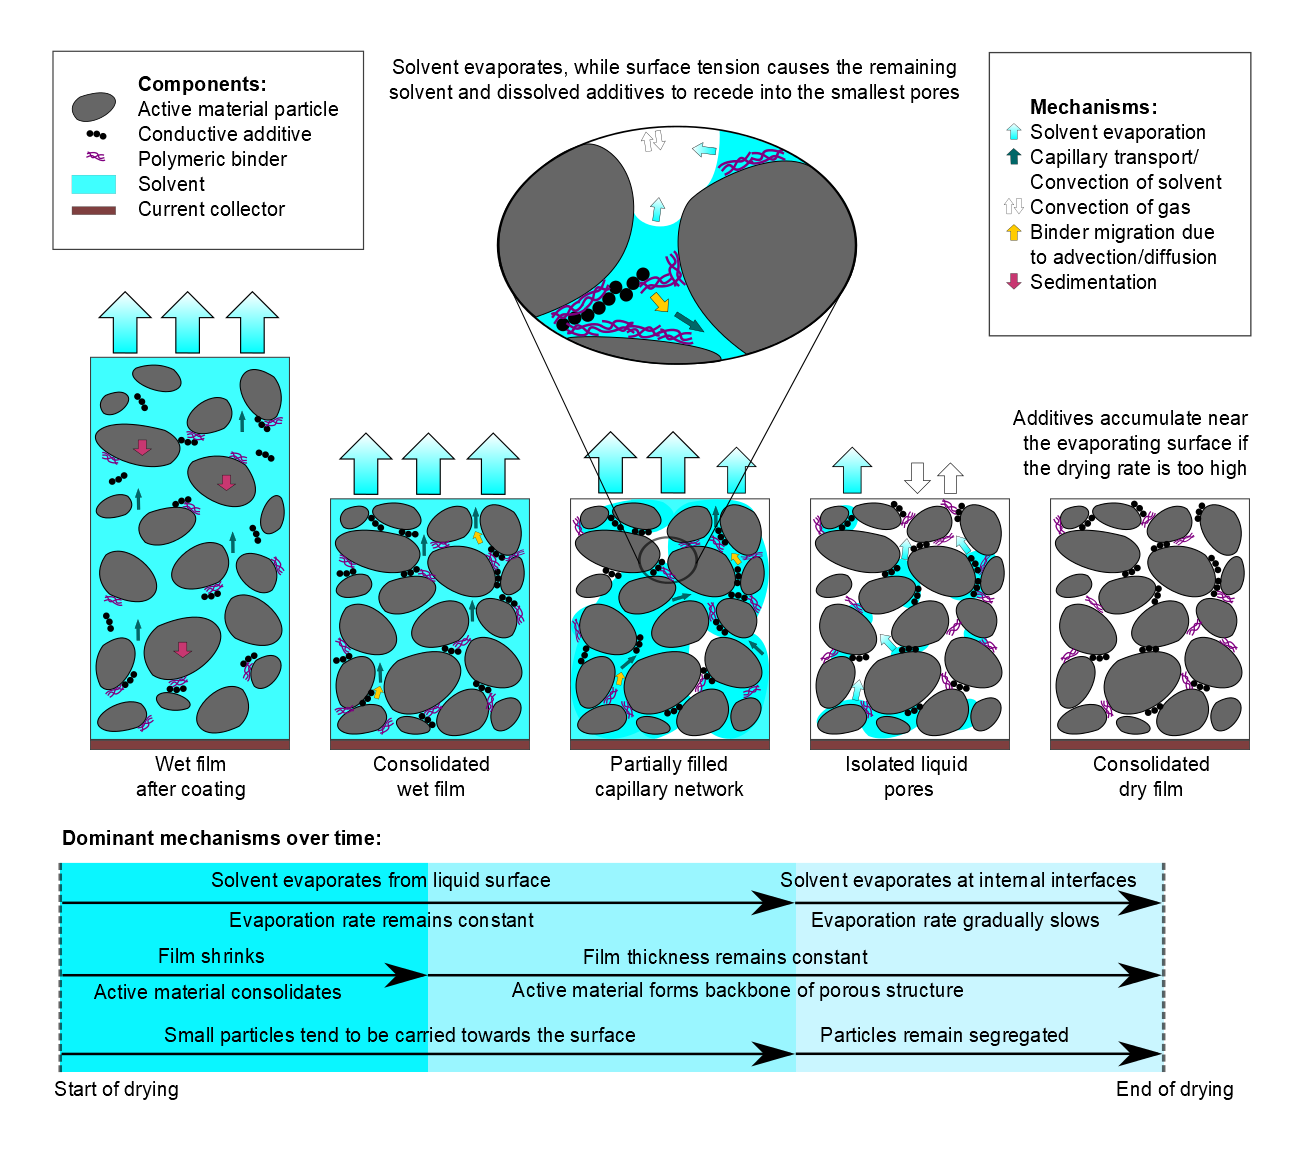 Components:
Active material particle
Conductive additive
Polymeric binder
Solvent
Current collector
Solvent evaporates, while surface tension causes the remaining
solvent and dissolved additives to recede into the smallest pores
Mechanisms:
Solvent evaporation
Capillary transport/
Convection of solvent
Convection of gas
Binder migration due
to advection/diffusion
Sedimentation
Additives accumulate near
the evaporating surface if
the drying rate is too high
Wet film
after coating
Consolidated
wet film
Partially filled
capillary network
Isolated liquid
pores
Consolidated
dry film
Dominant mechanisms over time:
Solvent evaporates from liquid surface
Solvent evaporates at internal interfaces
Evaporation rate remains constant
Evaporation rate gradually slows
Film shrinks
Film thickness remains constant
Active material consolidates
Active material forms backbone of porous structure
Small particles tend to be carried towards the surface
Particles remain segregated
Start of drying
End of drying